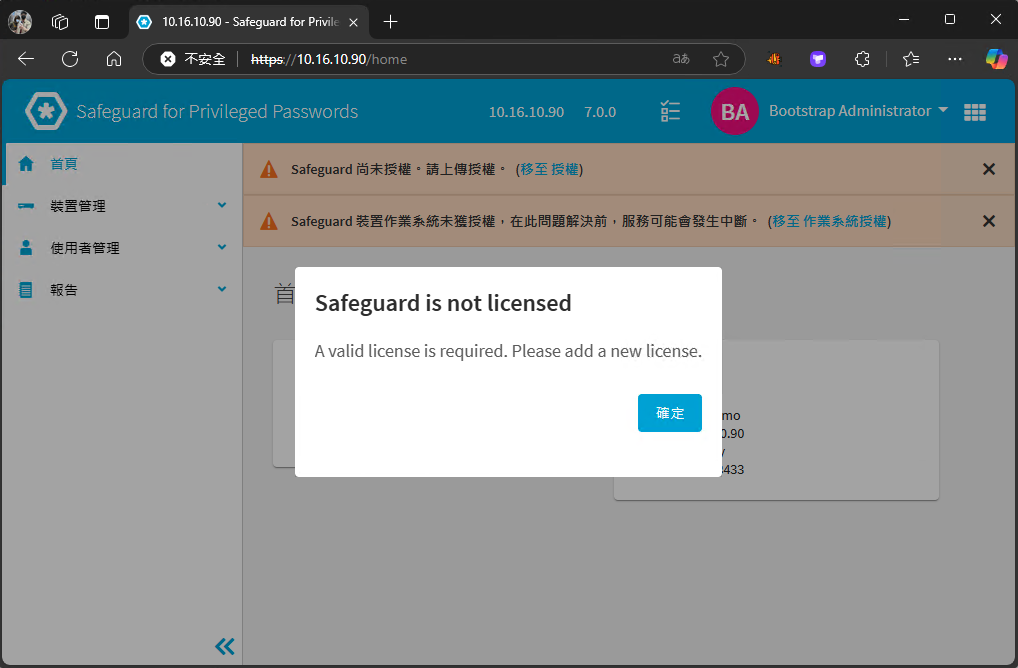 10.16.10.90 - Safeguard for Privile
不安全
https://10.16.10.90/home
aあ
Safeguard for Privileged Passwords
10.16.10.90
7.0.0
BA
Bootstrap Administrator
首頁
裝置管理
使用者管理
報告
Safeguard 尚未授權。請上傳授權。 (移至 授權)
Safeguard 裝置作業系統未獲授權，在此問題解決前，服務可能會發生中斷。 (移至 作業系統授權)
首
Safeguard is not licensed
A valid license is required. Please add a new license.
確定
mo
0.90
y
3433